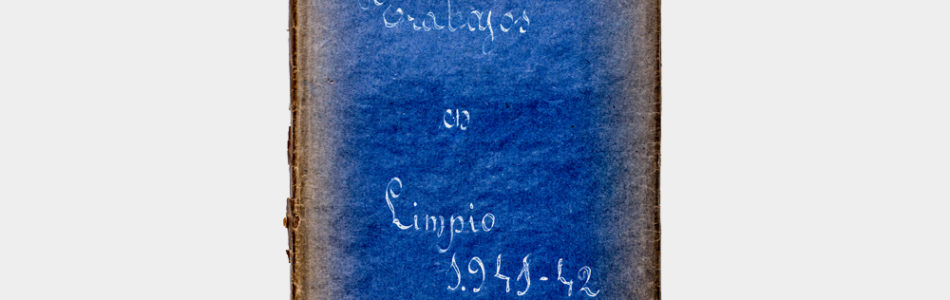 Trabajos
en
Limpio
1.941-42